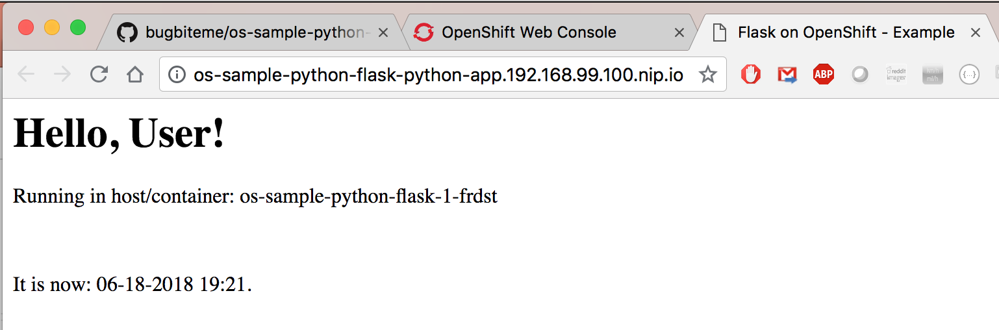 bugbiteme/os-sample-python-
OpenShift Web Console
Flask on OpenShift - Example
os-sample-python-flask-python-app.192.168.99.100.nip.io
ABP
reddit
{...}
Hello, User!
Running in host/container: os-sample-python-flask-1-frdst
It is now: 06-18-2018 19:21.